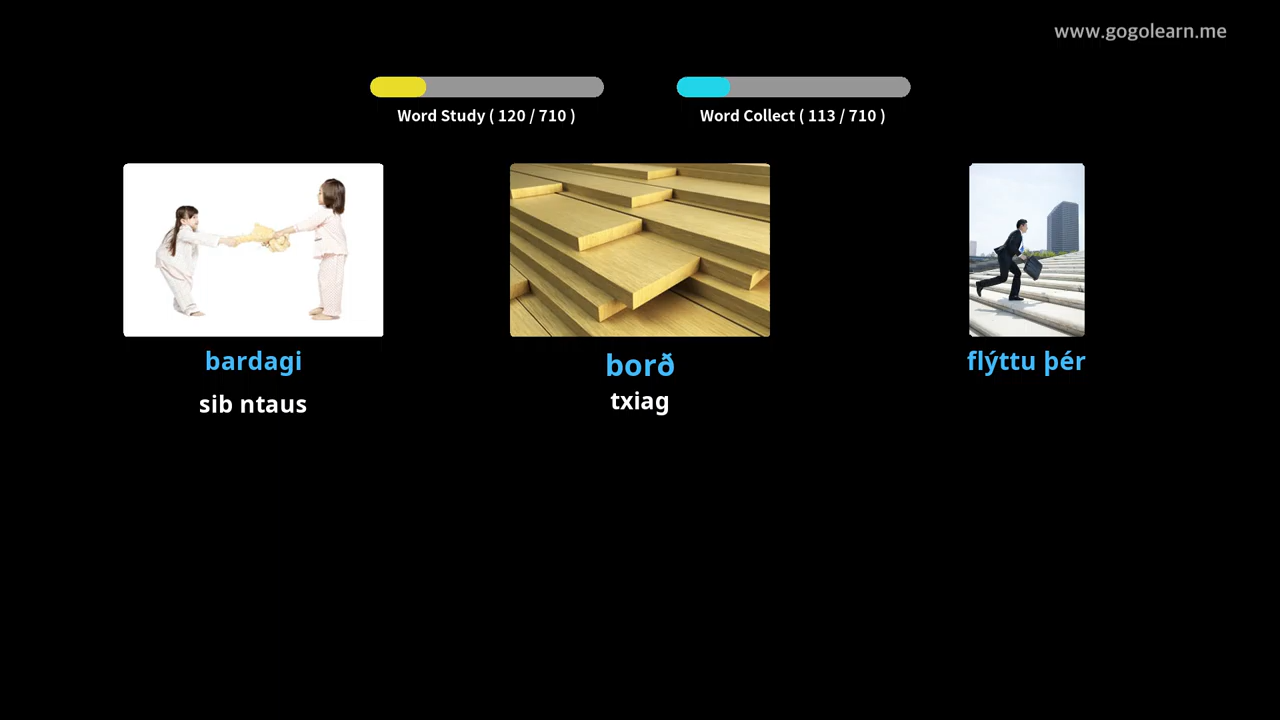 www.gogolearn.me
Word Study ( 120 / 710 )
Word Collect ( 113 / 710 )
bardagi
borð
flýttu þér
sib ntaus
txiag